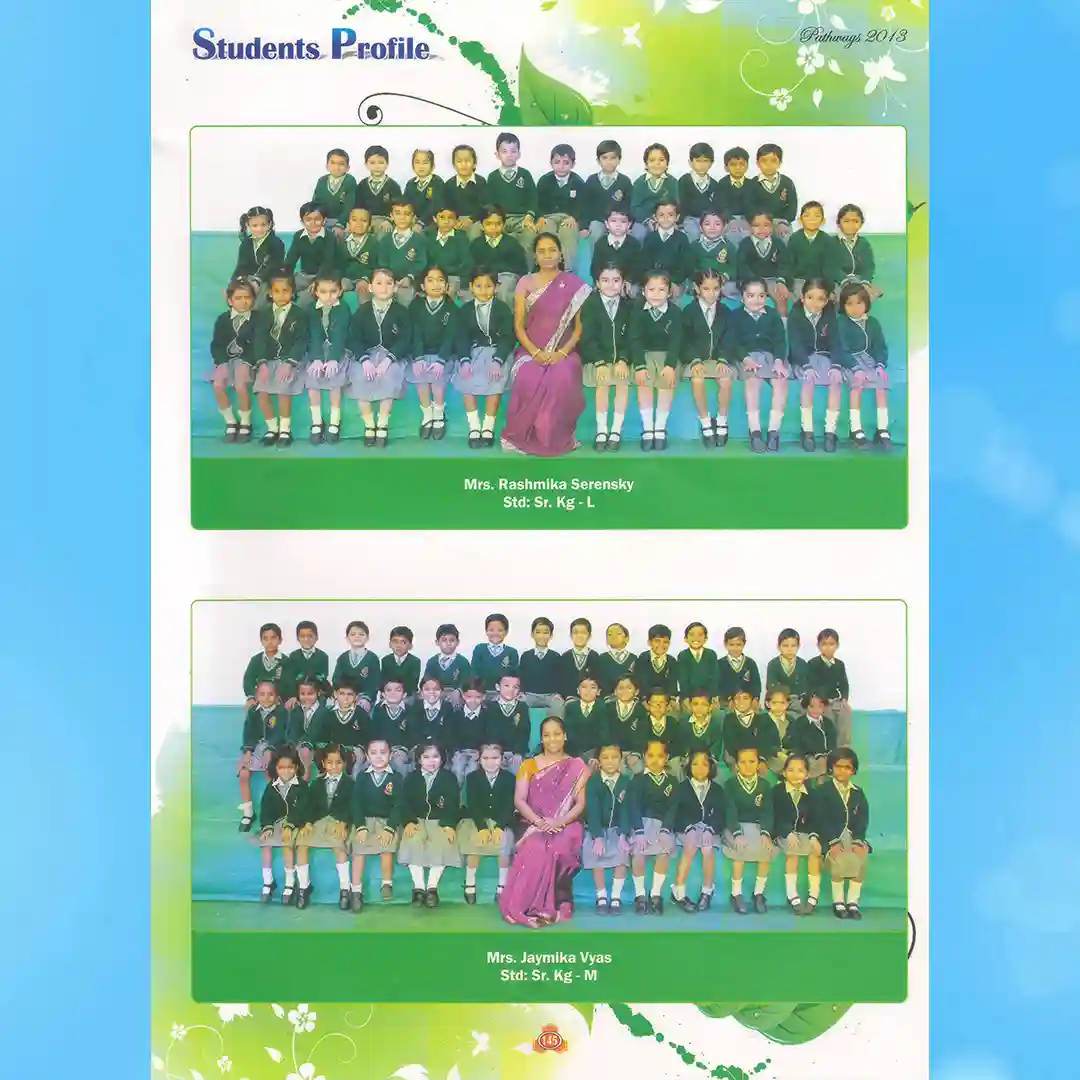 Students Profile
Pathways 2013
Mrs. Rashmika Serensky
Std: Sr. Kg - L
Mrs. Jaymika Vyas
Std: Sr. Kg - M
145